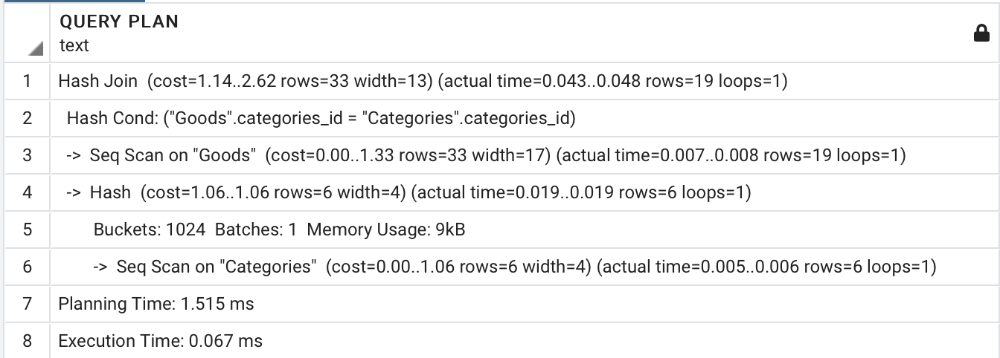 QUERY PLAN
text
1 Hash Join  (cost=1.14..2.62 rows=33 width=13) (actual time=0.043..0.048 rows=19 loops=1)
2 Hash Cond: ("Goods".categories_id = "Categories".categories_id)
3 ->  Seq Scan on "Goods"  (cost=0.00..1.33 rows=33 width=17) (actual time=0.007..0.008 rows=19 loops=1)
4 ->  Hash  (cost=1.06..1.06 rows=6 width=4) (actual time=0.019..0.019 rows=6 loops=1)
5 Buckets: 1024  Batches: 1  Memory Usage: 9kB
6 ->  Seq Scan on "Categories"  (cost=0.00..1.06 rows=6 width=4) (actual time=0.005..0.006 rows=6 loops=1)
7 Planning Time: 1.515 ms
8 Execution Time: 0.067 ms